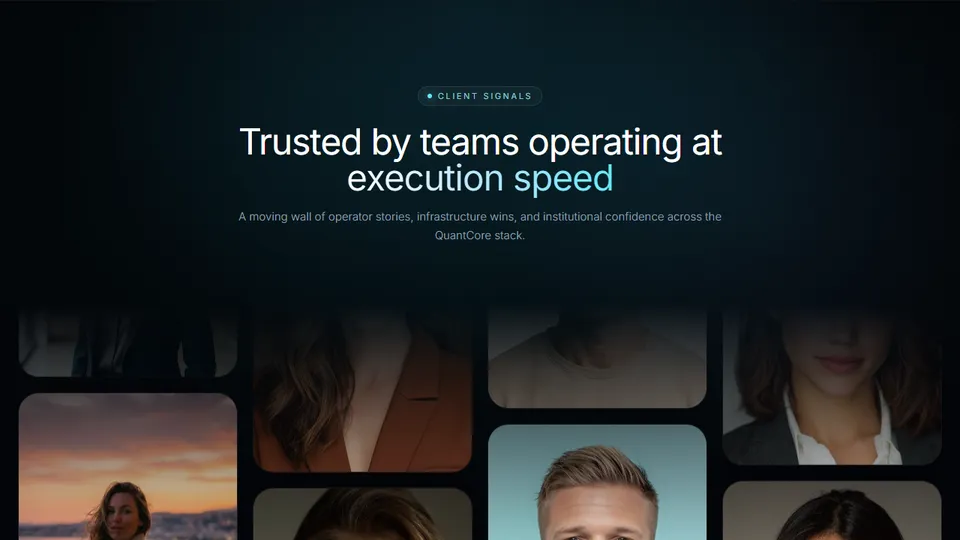 CLIENT SIGNALS
Trusted by teams operating at
execution speed
A moving wall of operator stories, infrastructure wins, and institutional confidence across the
QuantCore stack.